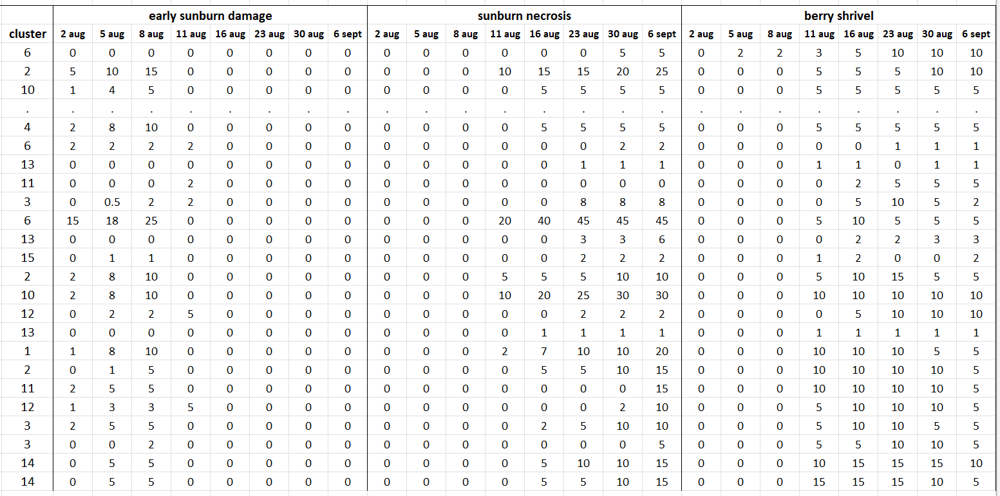 early sunburn damage sunburn necrosis berry shrivel
cluster 2 aug 5 aug 8 aug 11 aug 16 aug 23 aug 30 aug 6 sept 2 aug 5 aug 8 aug 11 aug 16 aug 23 aug 30 aug 6 sept 2 aug 5 aug 8 aug 11 aug 16 aug 23 aug 30 aug 6 sept
6 0 0 0 0 0 0 0 0 0 0 0 0 0 0 5 5 0 2 2 3 5 10 10 10
2 5 10 15 0 0 0 0 0 0 0 0 10 15 15 20 25 0 0 0 5 5 5 10 10
10 1 4 5 0 0 0 0 0 0 0 0 0 5 5 5 5 0 0 0 5 5 5 5 5
. . . . . . . . . . . . . . . . . . . . . . . . .
4 2 8 10 0 0 0 0 0 0 0 0 0 5 5 5 5 0 0 0 5 5 5 5 5
6 2 2 2 2 0 0 0 0 0 0 0 0 0 0 2 2 0 0 0 0 0 1 1 1
13 0 0 0 0 0 0 0 0 0 0 0 0 0 1 1 1 0 0 0 1 1 0 1 1
11 0 0 0 2 0 0 0 0 0 0 0 0 0 0 0 0 0 0 0 0 2 5 5 5
3 0 0.5 2 2 0 0 0 0 0 0 0 0 0 8 8 8 0 0 0 0 5 10 5 2
6 15 18 25 0 0 0 0 0 0 0 0 20 40 45 45 45 0 0 0 5 10 5 5 5
13 0 0 0 0 0 0 0 0 0 0 0 0 0 3 3 6 0 0 0 0 2 2 3 3
15 0 1 1 0 0 0 0 0 0 0 0 0 0 2 2 2 0 0 0 1 2 0 0 2
2 2 8 10 0 0 0 0 0 0 0 0 5 5 5 10 10 0 0 0 5 10 15 5 5
10 2 8 10 0 0 0 0 0 0 0 0 10 20 25 30 30 0 0 0 10 10 10 10 10
12 0 2 2 5 0 0 0 0 0 0 0 0 0 2 2 2 0 0 0 0 5 10 10 10
13 0 0 0 0 0 0 0 0 0 0 0 0 1 1 1 1 0 0 0 1 1 1 1 1
1 1 8 10 0 0 0 0 0 0 0 0 2 7 10 10 20 0 0 0 10 10 10 5 5
2 0 1 5 0 0 0 0 0 0 0 0 0 5 5 10 15 0 0 0 10 10 10 10 5
11 2 5 5 0 0 0 0 0 0 0 0 0 0 0 0 15 0 0 0 10 10 10 10 5
12 1 3 3 5 0 0 0 0 0 0 0 0 0 0 2 10 0 0 0 5 10 10 10 5
3 2 5 5 0 0 0 0 0 0 0 0 0 2 5 10 10 0 0 0 5 10 10 5 5
3 0 0 2 0 0 0 0 0 0 0 0 0 0 0 0 5 0 0 0 5 5 10 10 5
14 0 5 5 0 0 0 0 0 0 0 0 0 5 10 10 15 0 0 0 10 15 15 15 10
14 0 5 5 0 0 0 0 0 0 0 0 0 5 5 10 15 0 0 0 15 15 15 10 5